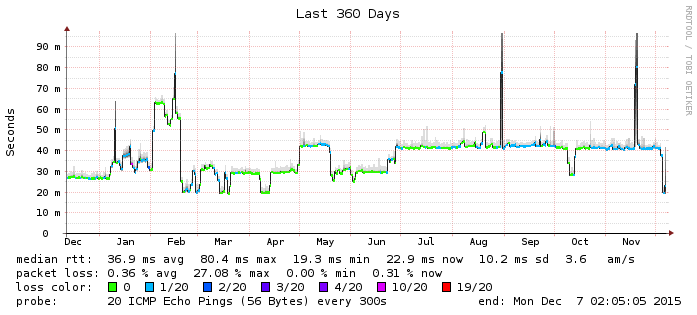 Last 360 Days
RRDTOOL / TOBI OETIKER
Seconds
90 m
80 m
70 m
60 m
50 m
40 m
30 m
20 m
10 m
0
Dec Jan Feb Mar Apr May Jun Jul Aug Sep Oct Nov
median rtt: 36.9 ms avg 80.4 ms max 19.3 ms min 22.9 ms now 10.2 ms sd 3.6 am/s
packet loss: 0.36 % avg 27.08 % max 0.00 % min 0.31 % now
loss color: 0 1/20 2/20 3/20 4/20 10/20 19/20
probe: 20 ICMP Echo Pings (56 Bytes) every 300s end: Mon Dec 7 02:05:05 2015